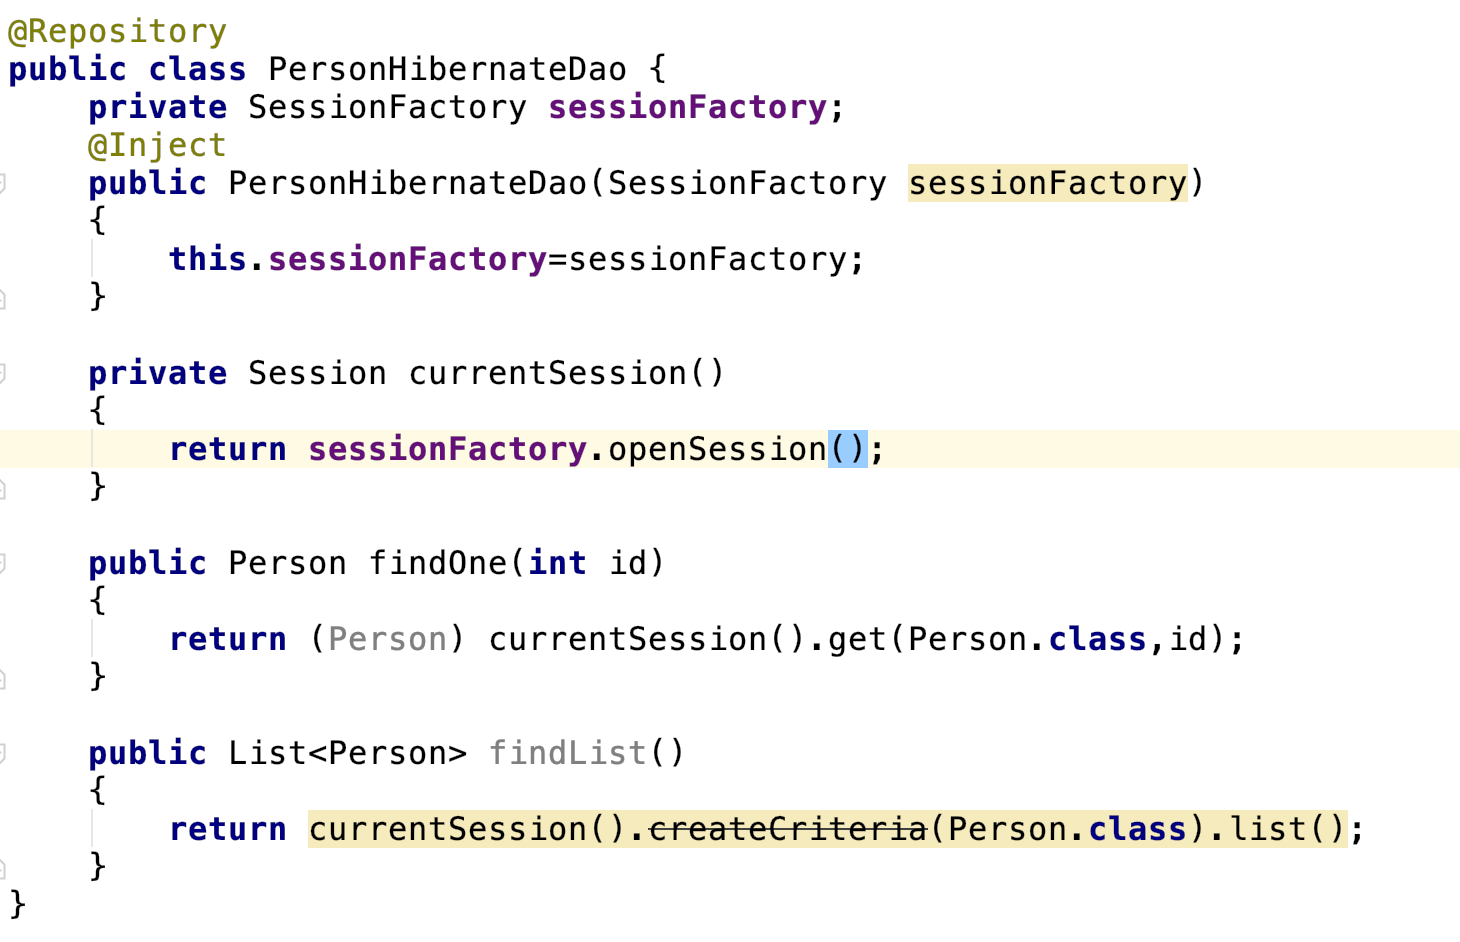 @Repository
public class PersonHibernateDao {
    private SessionFactory sessionFactory;
    @Inject
    public PersonHibernateDao(SessionFactory sessionFactory)
    {
        this.sessionFactory=sessionFactory;
    }
    private Session currentSession()
    {
        return sessionFactory.openSession();
    }
    public Person findOne(int id)
    {
        return (Person) currentSession().get(Person.class,id);
    }
    public List<Person> findList()
    {
        return currentSession().createCriteria(Person.class).list();
    }
}